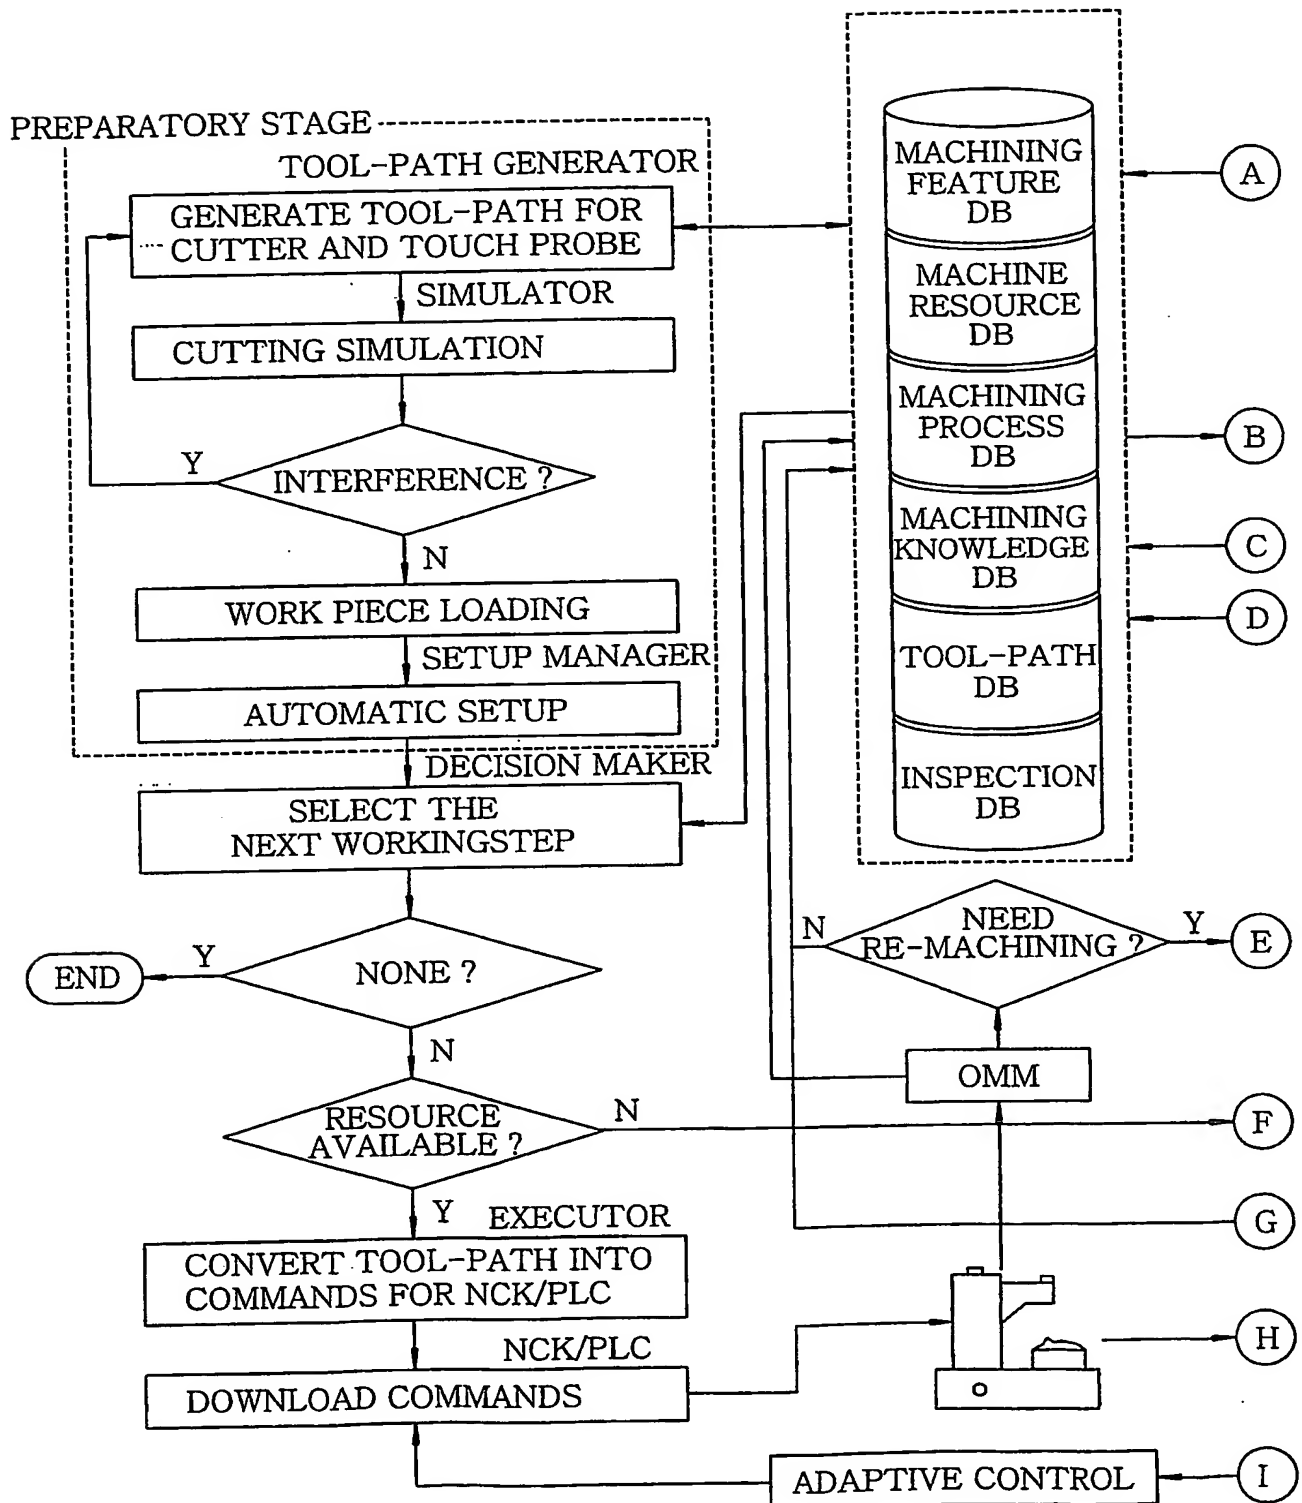 PREPARATORY STAGE
TOOL-PATH GENERATOR
GENERATE TOOL-PATH FOR
CUTTER AND TOUCH PROBE
SIMULATOR
CUTTING SIMULATION
Y
INTERFERENCE ?
N
WORK PIECE LOADING
SETUP MANAGER
AUTOMATIC SETUP
DECISION MAKER
SELECT THE
NEXT WORKINGSTEP
Y
END
NONE ?
N
RESOURCE
AVAILABLE ?
N
Y
EXECUTOR
CONVERT TOOL-PATH INTO
COMMANDS FOR NCK/PLC
NCK/PLC
DOWNLOAD COMMANDS
MACHINING
FEATURE
DB
MACHINE
RESOURCE
DB
MACHINING
PROCESS
DB
MACHINING
KNOWLEDGE
DB
TOOL-PATH
DB
INSPECTION
DB
N
NEED
RE-MACHINING ?
Y
OMM
ADAPTIVE CONTROL
A
B
C
D
E
F
G
H
I